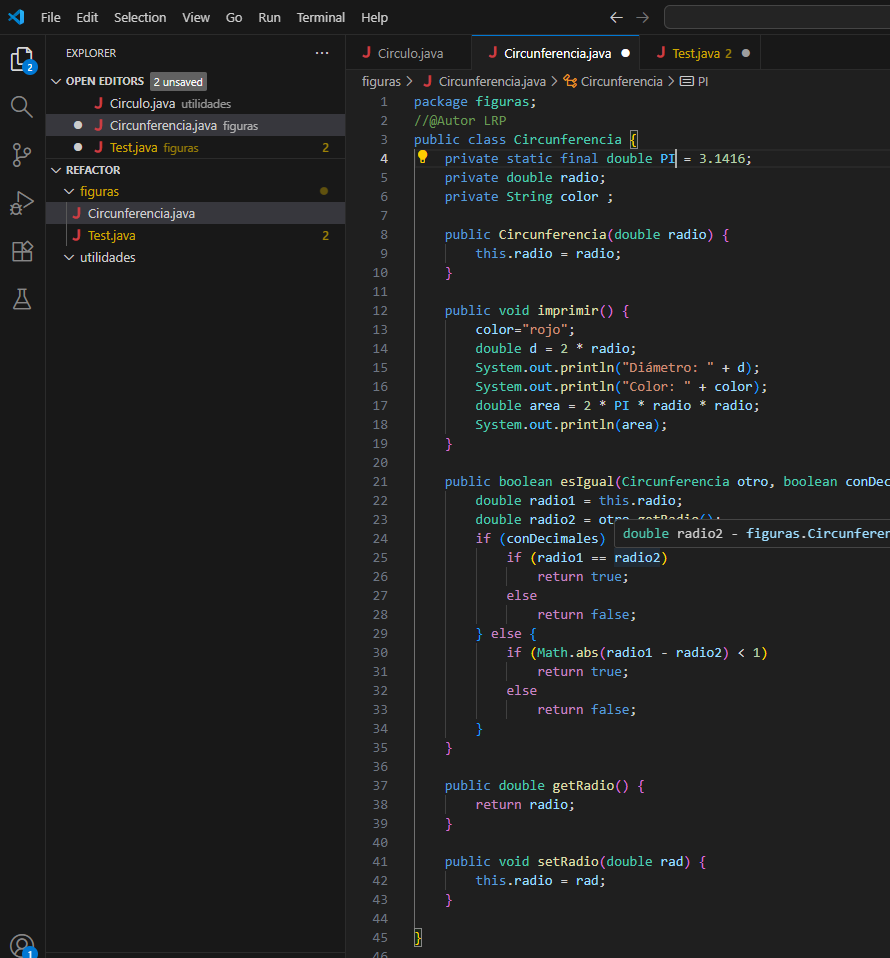 File Edit Selection View Go Run Terminal Help
EXPLORER
OPEN EDITORS 2 unsaved
Circulo.java utilidades
Circunferencia.java figuras
Test.java figuras 2
REFACTOR
figuras
Circunferencia.java
Test.java 2
utilidades
2
1
Circulo.java Circunferencia.java Test.java 2
figuras > Circunferencia.java > Circunferencia > PI
1 package figuras;
2 //@Autor LRP
3 public class Circunferencia {
4 private static final double PI = 3.1416;
5 private double radio;
6 private String color ;
7
8 public Circunferencia(double radio) {
9 this.radio = radio;
10 }
11
12 public void imprimir() {
13 color="rojo";
14 double d = 2 * radio;
15 System.out.println("Diámetro: " + d);
16 System.out.println("Color: " + color);
17 double area = 2 * PI * radio * radio;
18 System.out.println(area);
19 }
20
21 public boolean esIgual(Circunferencia otro, boolean conDec
22 double radio1 = this.radio;
23 double radio2 = otro.getRadio();
24 if (conDecimales)
double radio2 - figuras.Circunferen
25 if (radio1 == radio2)
26 return true;
27 else
28 return false;
29 } else {
30 if (Math.abs(radio1 - radio2) < 1)
31 return true;
32 else
33 return false;
34 }
35 }
36
37 public double getRadio() {
38 return radio;
39 }
40
41 public void setRadio(double rad) {
42 this.radio = rad;
43 }
44
45 }
46